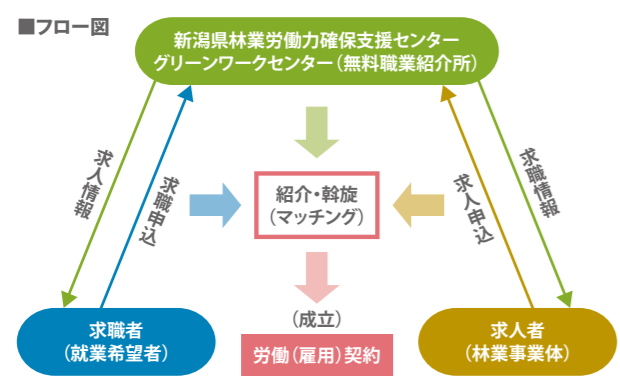 ■フロー図
新潟県林業労働力確保支援センター
グリーンワークセンター（無料職業紹介所）
求人情報
求職申込
紹介・斡旋
（マッチング）
求人申込
求職情報
（成立）
求職者
（就業希望者）
労働（雇用）契約
求人者
（林業事業体）